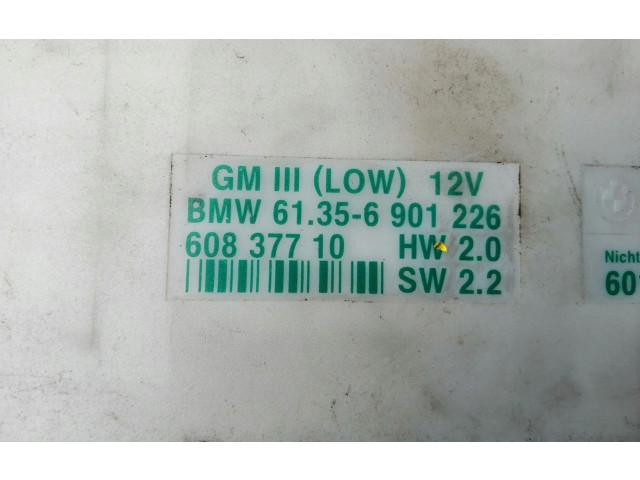 GM III (LOW) 12V
BMW 61.35-6 901 226
608 377 10 HW 2.0
SW 2.2
Nicht
601